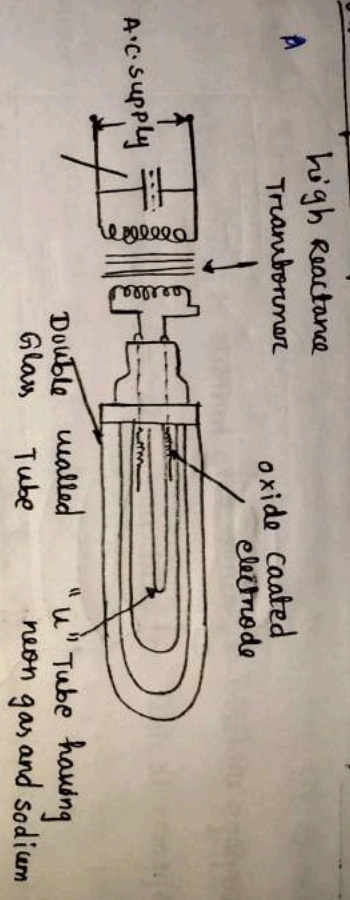 A
high Reactance
Transformer
A.C. supply
oxide coated
electrode
Double walled
Glass Tube
"U" Tube having
neon gas and sodium